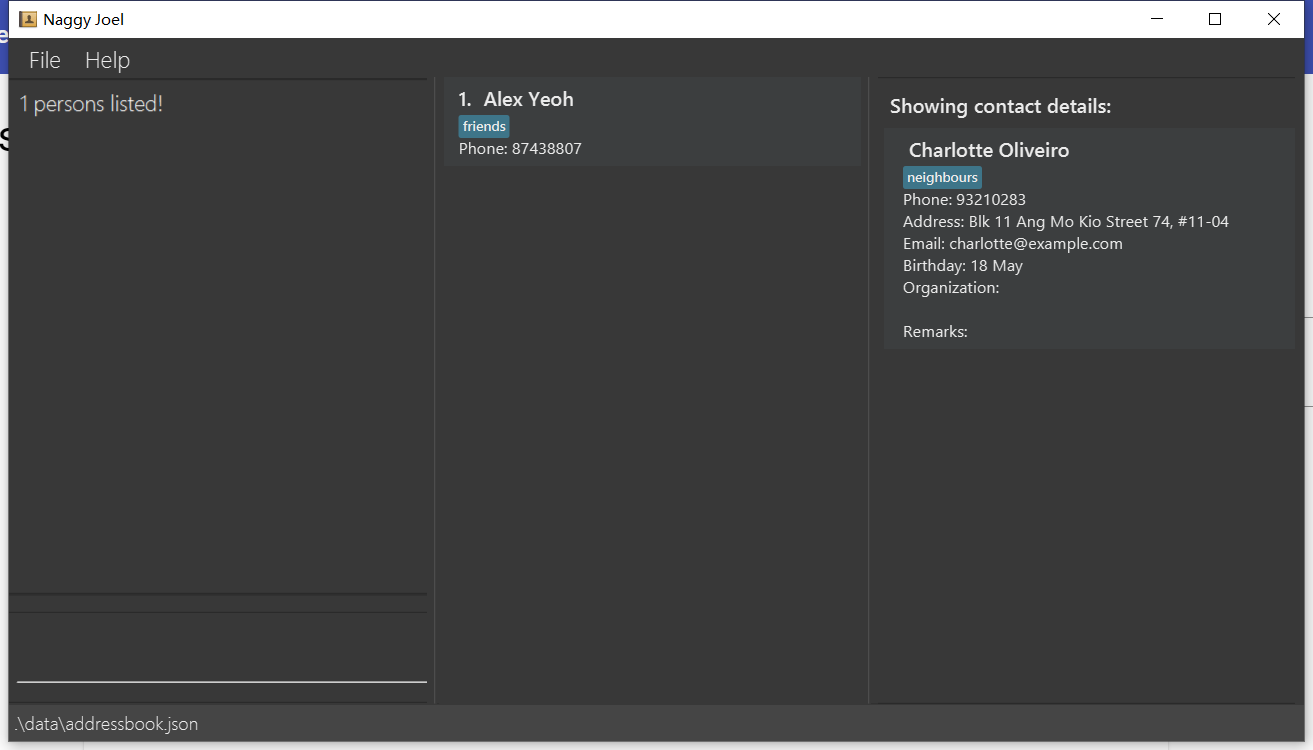 Naggy Joel
File Help
1 persons listed!
1. Alex Yeoh
friends
Phone: 87438807
Showing contact details:
Charlotte Oliveiro
neighbours
Phone: 93210283
Address: Blk 11 Ang Mo Kio Street 74, #11-04
Email: charlotte@example.com
Birthday: 18 May
Organization:
Remarks:
.\data\addressbook.json